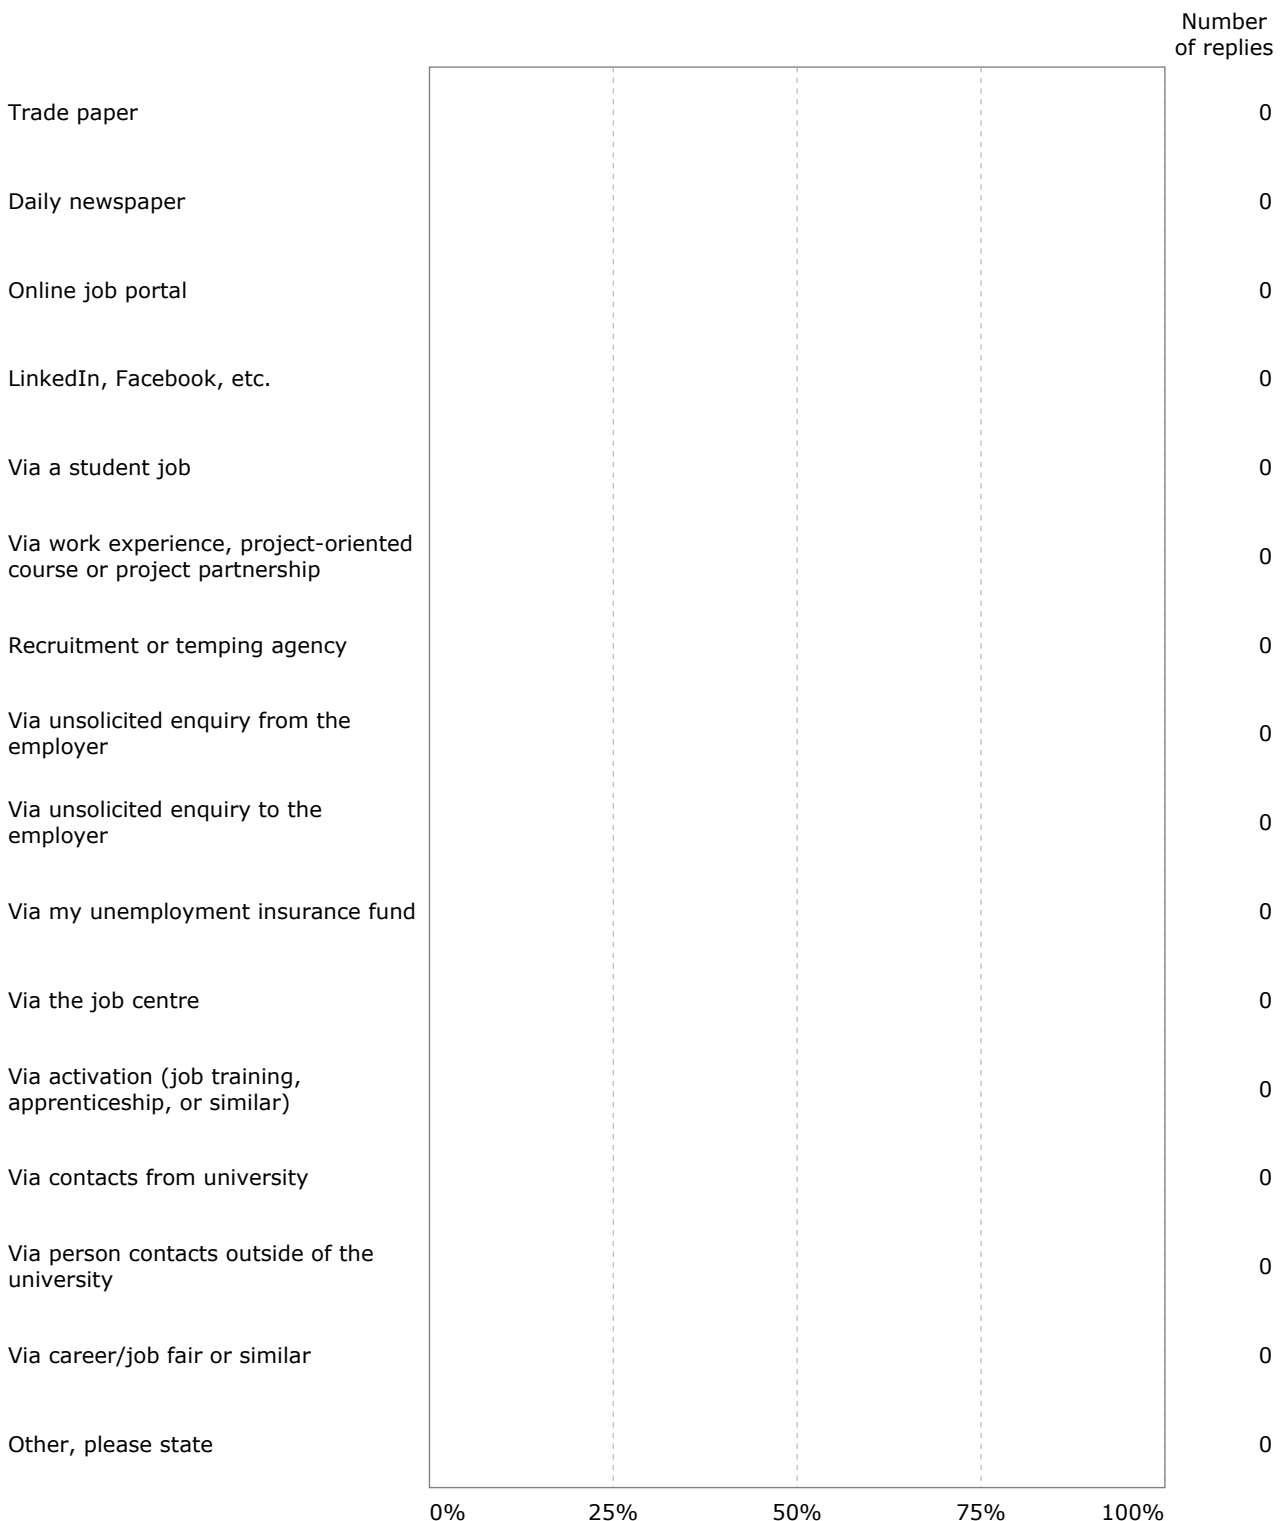 Number
of replies
Trade paper 0
Daily newspaper 0
Online job portal 0
LinkedIn, Facebook, etc. 0
Via a student job 0
Via work experience, project-oriented
course or project partnership 0
Recruitment or temping agency 0
Via unsolicited enquiry from the
employer 0
Via unsolicited enquiry to the
employer 0
Via my unemployment insurance fund 0
Via the job centre 0
Via activation (job training,
apprenticeship, or similar) 0
Via contacts from university 0
Via person contacts outside of the
university 0
Via career/job fair or similar 0
Other, please state 0
0% 25% 50% 75% 100%